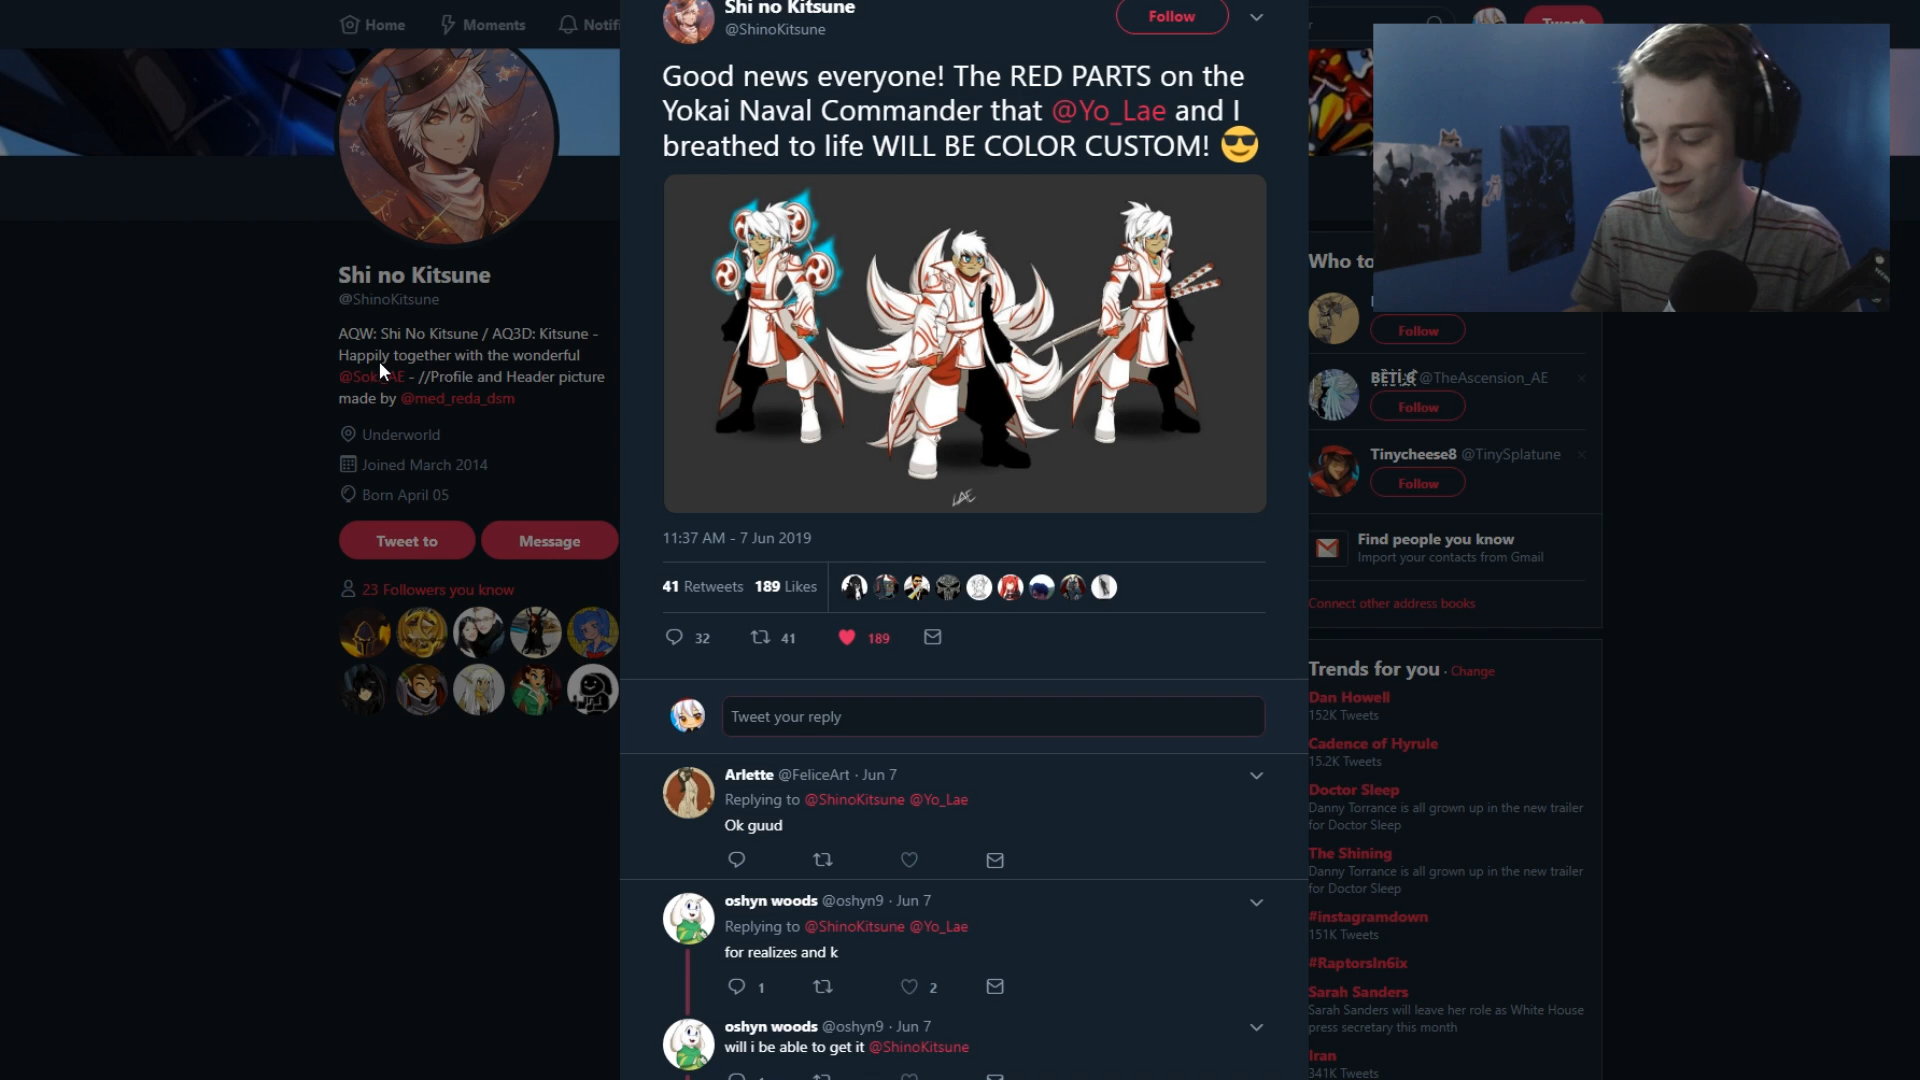 Home
Moments
Shi no Kitsune
@ShinoKitsune
Follow
Good news everyone! The RED PARTS on the
Yokai Naval Commander that @Yo_Lae and I
breathed to life WILL BE COLOR CUSTOM! 😎
LAE
11:37 AM - 7 Jun 2019
41 Retweets 189 Likes
32 41 189
Tweet your reply
Arlette @FeliceArt · Jun 7
Replying to @ShinoKitsune @Yo_Lae
Ok guud
oshyn woods @oshyn9 · Jun 7
Replying to @ShinoKitsune @Yo_Lae
for realizes and k
1 2
oshyn woods @oshyn9 · Jun 7
will i be able to get it @ShinoKitsune
Shi no Kitsune
@ShinoKitsune
AQW: Shi No Kitsune / AQ3D: Kitsune -
Happily together with the wonderful
- //Profile and Header picture
made by @med_reda_dsm
Underworld
Joined March 2014
Born April 05
Tweet to
Message
23 Followers you know
Tweet
Who to
Follow
@TheAscension_AE
Follow
Tinycheese8 @TinySplatune
Follow
Find people you know
Import your contacts from Gmail
Connect other address books
Trends for you · Change
Dan Howell
152K Tweets
Cadence of Hyrule
15.2K Tweets
Doctor Sleep
Danny Torrance is all grown up in the new trailer
for Doctor Sleep
The Shining
Danny Torrance is all grown up in the new trailer
for Doctor Sleep
#instagramdown
151K Tweets
#RaptorsIn6ix
Sarah Sanders
Sarah Sanders will leave her role as White House
press secretary this month
Iran
341K Tweets